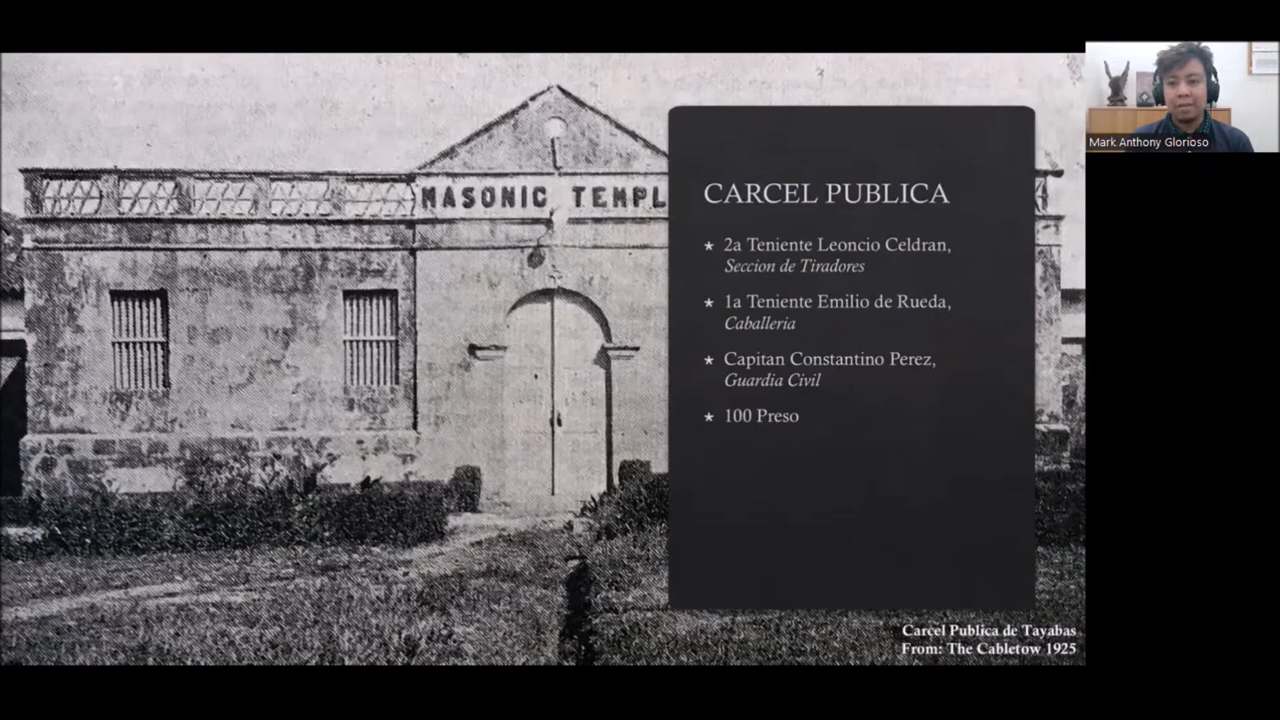 MASONIC TEMPL
CARCEL PUBLICA
★ 2a Teniente Leoncio Celdran,
Seccion de Tiradores
★ 1a Teniente Emilio de Rueda,
Caballeria
★ Capitan Constantino Perez,
Guardia Civil
★ 100 Preso
Carcel Publica de Tayabas
From: The Cabletow 1925
Mark Anthony Glorioso